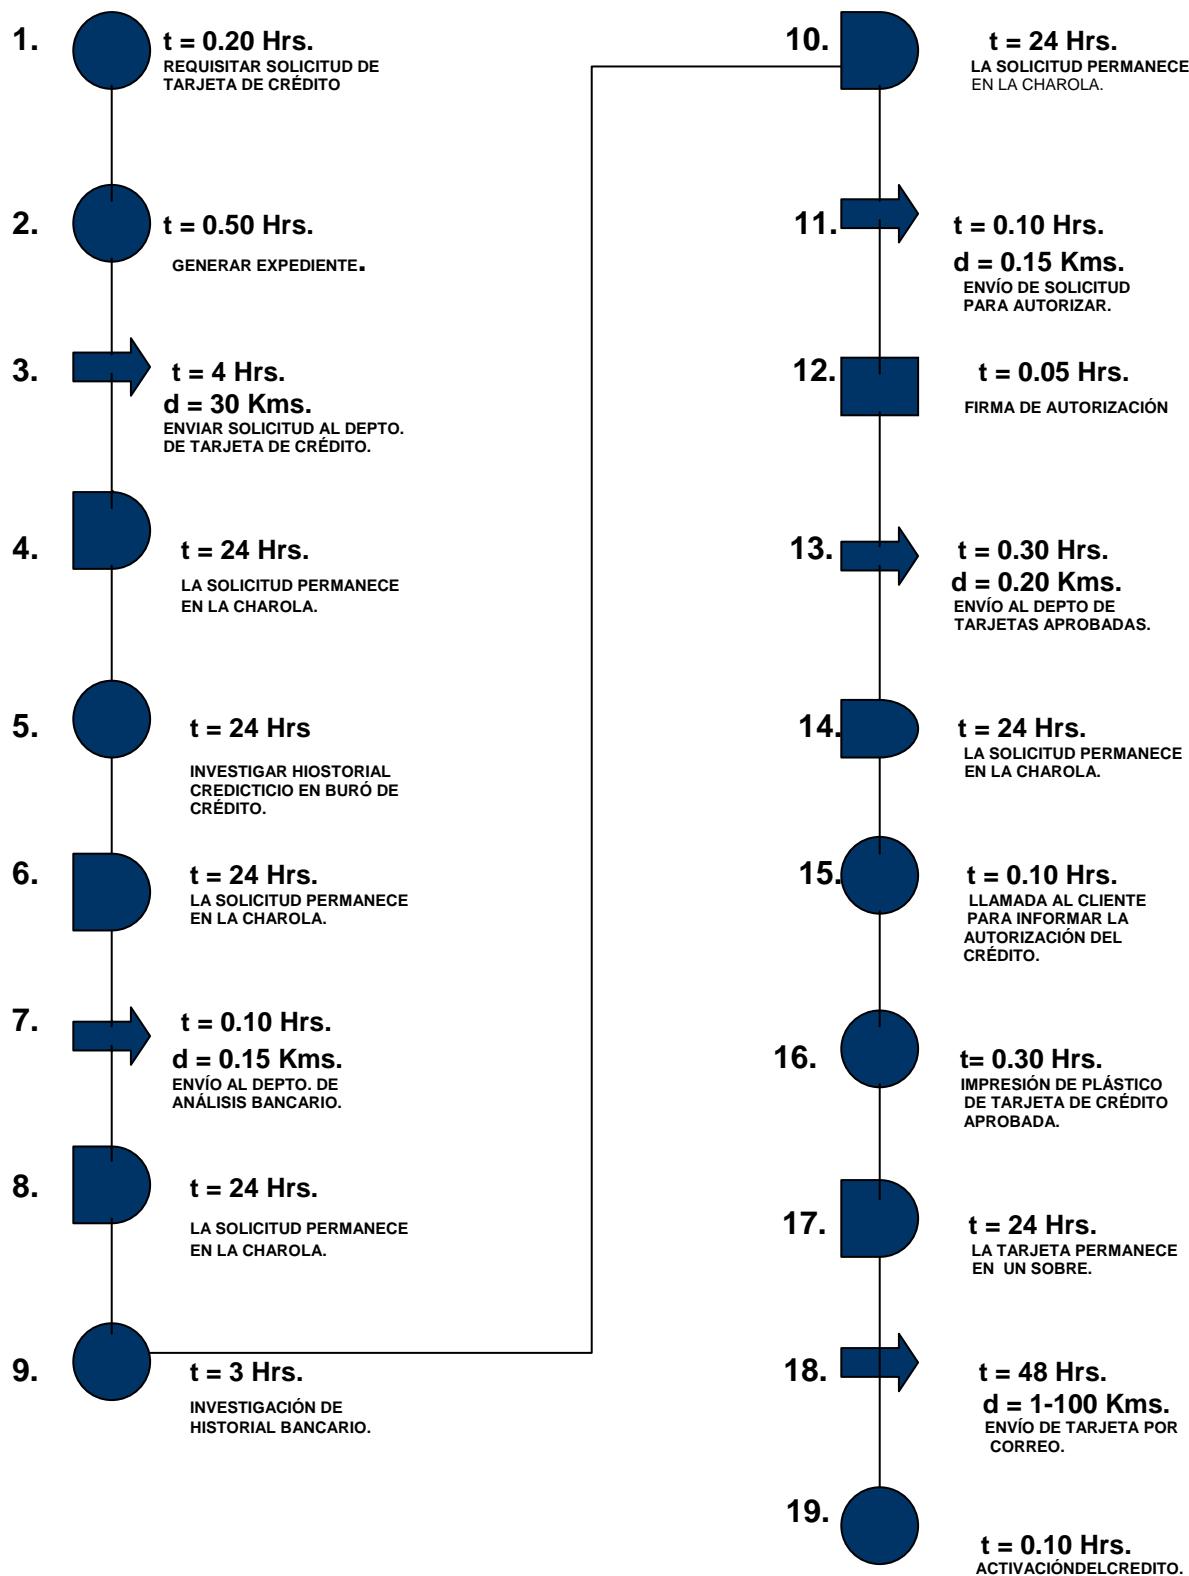 1.
t = 0.20 Hrs.
REQUISITAR SOLICITUD DE
TARJETA DE CRÉDITO
2.
t = 0.50 Hrs.
GENERAR EXPEDIENTE.
3.
t = 4 Hrs.
d = 30 Kms.
ENVIAR SOLICITUD AL DEPTO.
DE TARJETA DE CRÉDITO.
4.
t = 24 Hrs.
LA SOLICITUD PERMANECE
EN LA CHAROLA.
5.
t = 24 Hrs
INVESTIGAR HIOSTORIAL
CREDICTICIO EN BURÓ DE
CRÉDITO.
6.
t = 24 Hrs.
LA SOLICITUD PERMANECE
EN LA CHAROLA.
7.
t = 0.10 Hrs.
d = 0.15 Kms.
ENVÍO AL DEPTO. DE
ANÁLISIS BANCARIO.
8.
t = 24 Hrs.
LA SOLICITUD PERMANECE
EN LA CHAROLA.
9.
t = 3 Hrs.
INVESTIGACIÓN DE
HISTORIAL BANCARIO.
10.
t = 24 Hrs.
LA SOLICITUD PERMANECE
EN LA CHAROLA.
11.
t = 0.10 Hrs.
d = 0.15 Kms.
ENVÍO DE SOLICITUD
PARA AUTORIZAR.
12.
t = 0.05 Hrs.
FIRMA DE AUTORIZACIÓN
13.
t = 0.30 Hrs.
d = 0.20 Kms.
ENVÍO AL DEPTO DE
TARJETAS APROBADAS.
14.
t = 24 Hrs.
LA SOLICITUD PERMANECE
EN LA CHAROLA.
15.
t = 0.10 Hrs.
LLAMADA AL CLIENTE
PARA INFORMAR LA
AUTORIZACIÓN DEL
CRÉDITO.
16.
t= 0.30 Hrs.
IMPRESIÓN DE PLÁSTICO
DE TARJETA DE CRÉDITO
APROBADA.
17.
t = 24 Hrs.
LA TARJETA PERMANECE
EN UN SOBRE.
18.
t = 48 Hrs.
d = 1-100 Kms.
ENVÍO DE TARJETA POR
CORREO.
19.
t = 0.10 Hrs.
ACTIVACIÓNDELCREDITO.